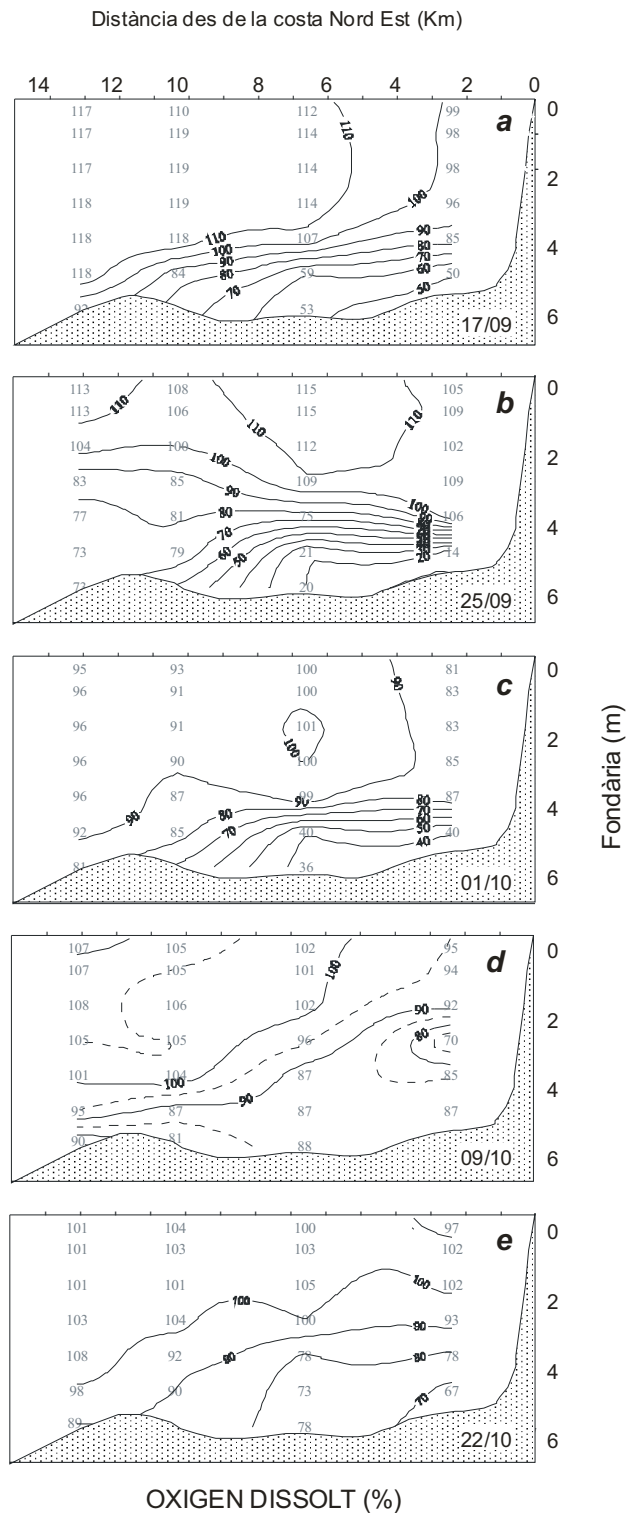 Distància des de la costa Nord Est (Km)
14 12 10 8 6 4 2 0
117 110 112 99 a 0
117 119 114 110 98
117 119 114 98 2
118 119 114 100 96
118 118 110 107 90 85 4
100 80
90 70
118 84 80 59 60 50
70 50
92 53 17/09 6
113 108 115 105 b 0
113 110 106 115 109
110 110
104 100 112 102 2
100
83 85 90 109 109
100
77 81 80 75 106 4
70
73 79 60 21 14
50 20
73 20 25/09 6
95 93 100 90 81 c 0
96 91 100 83
96 91 101 83 2
100
96 90 100 85
96 87 90 99 80 87 4
90 80 70
60
92 85 70 40 50 40
40
81 36 01/10 6
Fondària (m)
107 105 102 95 d 0
107 105 101 100 94
108 106 102 90 92 2
80
105 105 96 70
101 100 104 87 85 4
90
95 87 87 87
90 81 88 09/10 6
101 104 100 97 e 0
101 103 103 102
101 101 105 100 102 2
100
103 104 100 90 93
108 92 90 78 80 78 4
98 90 73 70 67
89 78 22/10 6
OXIGEN DISSOLT (%)